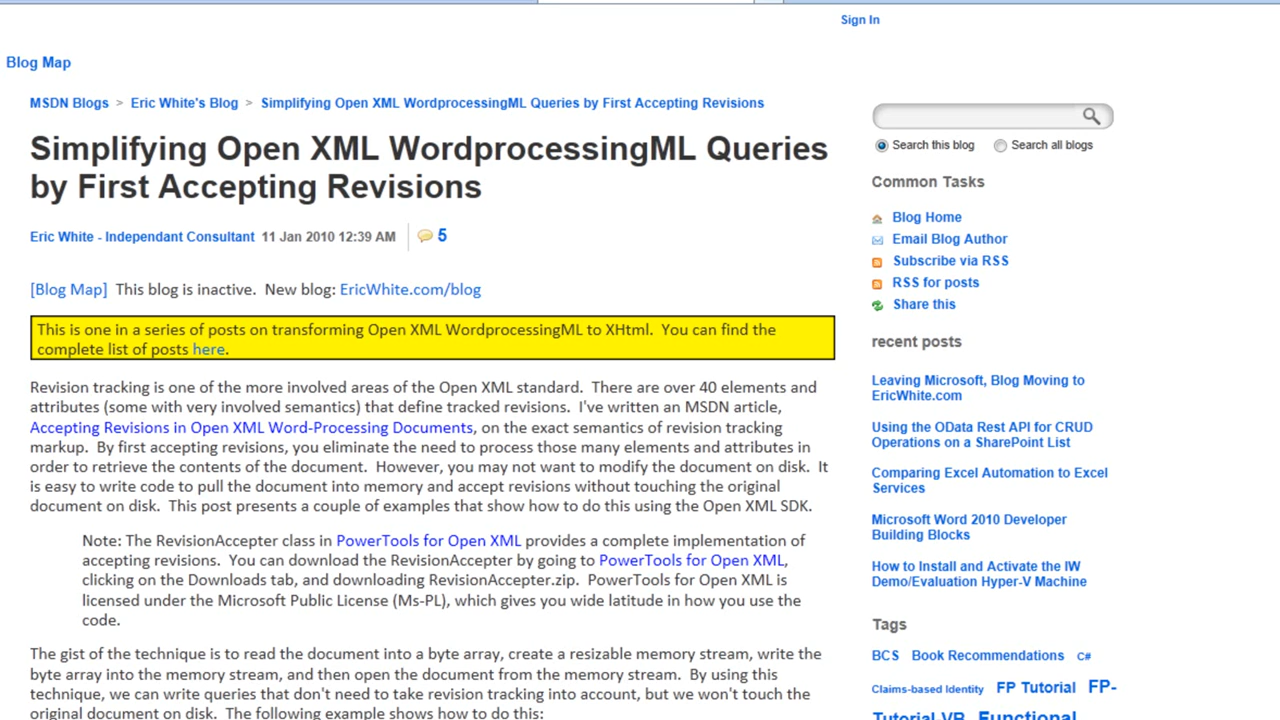 Sign In
Blog Map
MSDN Blogs > Eric White's Blog > Simplifying Open XML WordprocessingML Queries by First Accepting Revisions
Simplifying Open XML WordprocessingML Queries
by First Accepting Revisions
Eric White - Independant Consultant 11 Jan 2010 12:39 AM 5
[Blog Map] This blog is inactive. New blog: EricWhite.com/blog
This is one in a series of posts on transforming Open XML WordprocessingML to XHtml. You can find the
complete list of posts here.
Revision tracking is one of the more involved areas of the Open XML standard. There are over 40 elements and
attributes (some with very involved semantics) that define tracked revisions. I've written an MSDN article,
Accepting Revisions in Open XML Word-Processing Documents, on the exact semantics of revision tracking
markup. By first accepting revisions, you eliminate the need to process those many elements and attributes in
order to retrieve the contents of the document. However, you may not want to modify the document on disk. It
is easy to write code to pull the document into memory and accept revisions without touching the original
document on disk. This post presents a couple of examples that show how to do this using the Open XML SDK.
Note: The RevisionAccepter class in PowerTools for Open XML provides a complete implementation of
accepting revisions. You can download the RevisionAccepter by going to PowerTools for Open XML,
clicking on the Downloads tab, and downloading RevisionAccepter.zip. PowerTools for Open XML is
licensed under the Microsoft Public License (Ms-PL), which gives you wide latitude in how you use the
code.
The gist of the technique is to read the document into a byte array, create a resizable memory stream, write the
byte array into the memory stream, and then open the document from the memory stream. By using this
technique, we can write queries that don't need to take revision tracking into account, but we won't touch the
original document on disk. The following example shows how to do this:
Search this blog Search all blogs
Common Tasks
Blog Home
Email Blog Author
Subscribe via RSS
RSS for posts
Share this
recent posts
Leaving Microsoft, Blog Moving to
EricWhite.com
Using the OData Rest API for CRUD
Operations on a SharePoint List
Comparing Excel Automation to Excel
Services
Microsoft Word 2010 Developer
Building Blocks
How to Install and Activate the IW
Demo/Evaluation Hyper-V Machine
Tags
BCS Book Recommendations C#
Claims-based Identity FP Tutorial FP-
Tutorial VB Functional